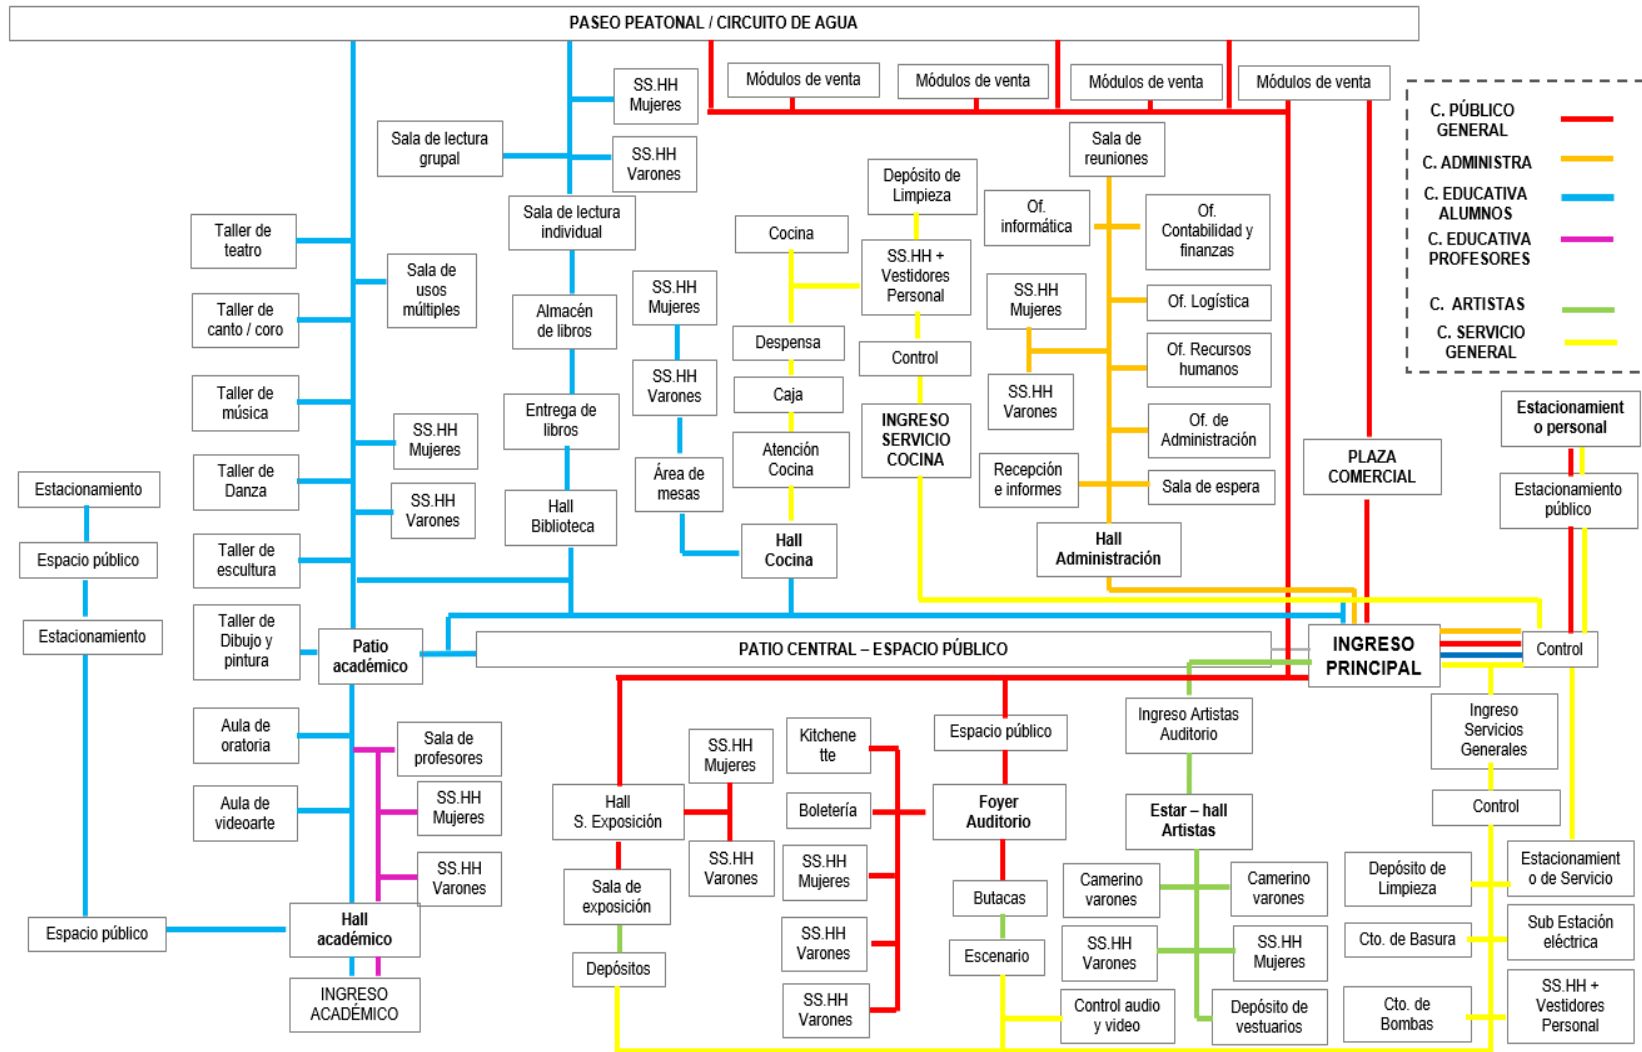 PASEO PEATONAL / CIRCUITO DE AGUA
Módulos de venta
Módulos de venta
Módulos de venta
Módulos de venta
C. PÚBLICO
GENERAL
C. ADMINISTRA
C. EDUCATIVA
ALUMNOS
C. EDUCATIVA
PROFESORES
C. ARTISTAS
C. SERVICIO
GENERAL
SS.HH
Mujeres
Sala de lectura
grupal
SS.HH
Varones
Sala de
reuniones
Depósito de
Limpieza
Sala de lectura
individual
Of.
informática
Of.
Contabilidad y
finanzas
Taller de
teatro
Cocina
SS.HH +
Vestidores
Personal
Sala de
usos
múltiples
SS.HH
Mujeres
SS.HH
Mujeres
Of. Logística
Taller de
canto / coro
Almacén
de libros
Despensa
Control
Of. Recursos
humanos
Taller de
música
SS.HH
Varones
Caja
SS.HH
Varones
Entrega de
libros
INGRESO
SERVICIO
COCINA
Of. de
Administración
Estacionamient
o personal
SS.HH
Mujeres
Atención
Cocina
PLAZA
COMERCIAL
Estacionamiento
Taller de
Danza
Área de
mesas
Recepción
e informes
Sala de espera
Estacionamiento
público
SS.HH
Varones
Hall
Biblioteca
Hall
Cocina
Hall
Administración
Espacio público
Taller de
escultura
Estacionamiento
Taller de
Dibujo y
pintura
Patio
académico
PATIO CENTRAL – ESPACIO PÚBLICO
INGRESO
PRINCIPAL
Control
Aula de
oratoria
Sala de
profesores
SS.HH
Mujeres
Kitchene
tte
Espacio público
Ingreso Artistas
Auditorio
Ingreso
Servicios
Generales
Aula de
videoarte
SS.HH
Mujeres
Hall
S. Exposición
Boletería
Foyer
Auditorio
Estar – hall
Artistas
Control
SS.HH
Varones
SS.HH
Varones
SS.HH
Mujeres
Sala de
exposición
Butacas
Camerino
varones
Camerino
varones
Depósito de
Limpieza
Estacionamient
o de Servicio
Espacio público
Hall
académico
SS.HH
Varones
Escenario
SS.HH
Varones
SS.HH
Mujeres
Cto. de Basura
Sub Estación
eléctrica
Depósitos
INGRESO
ACADÉMICO
SS.HH
Varones
Control audio
y video
Depósito de
vestuarios
Cto. de
Bombas
SS.HH +
Vestidores
Personal